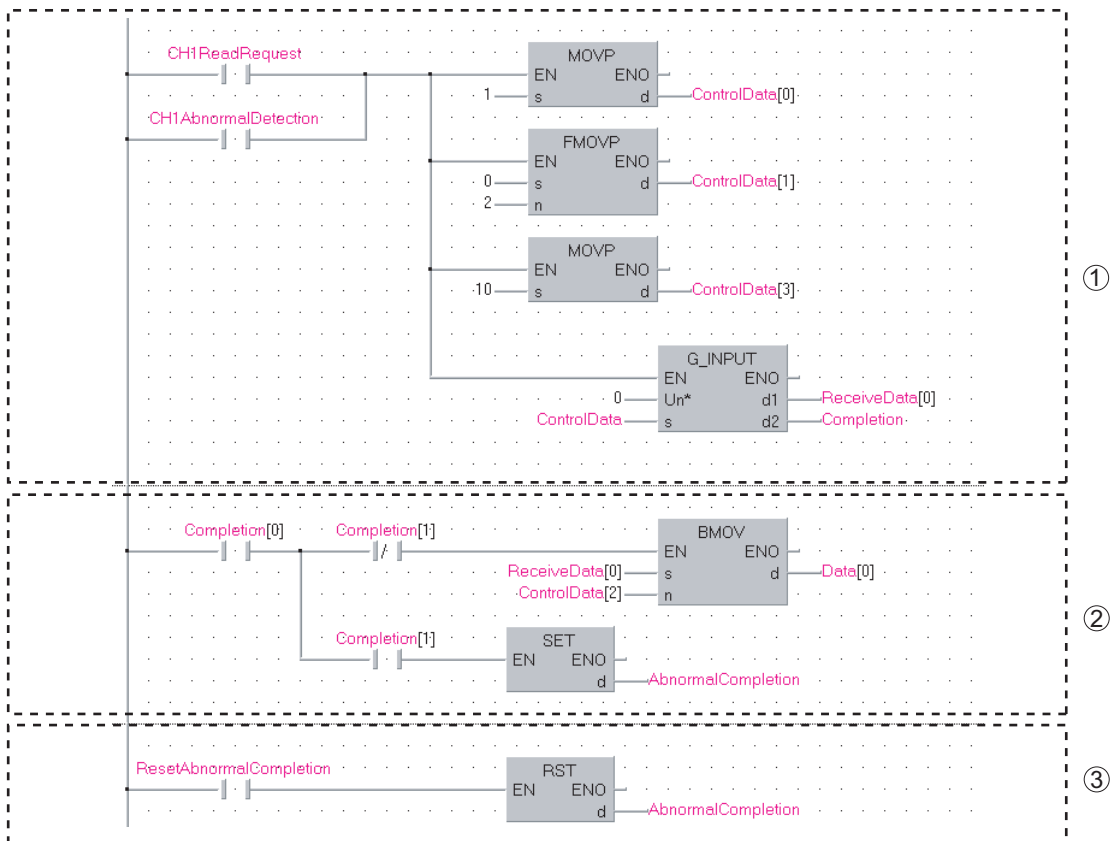 CH1ReadRequest
MOVP
EN ENO
1 s d ControlData[0]
CH1AbnormalDetection
FMOVP
EN ENO
0 s d ControlData[1]
2 n
MOVP
EN ENO
10 s d ControlData[3]
①
G_INPUT
EN ENO
0 Un* d1 ReceiveData[0]
ControlData s d2 Completion
Completion[0] Completion[1]
BMOV
EN ENO
ReceiveData[0] s d Data[0]
ControlData[2] n
②
Completion[1]
SET
EN ENO
d AbnormalCompletion
ResetAbnormalCompletion
RST
EN ENO
d AbnormalCompletion
③